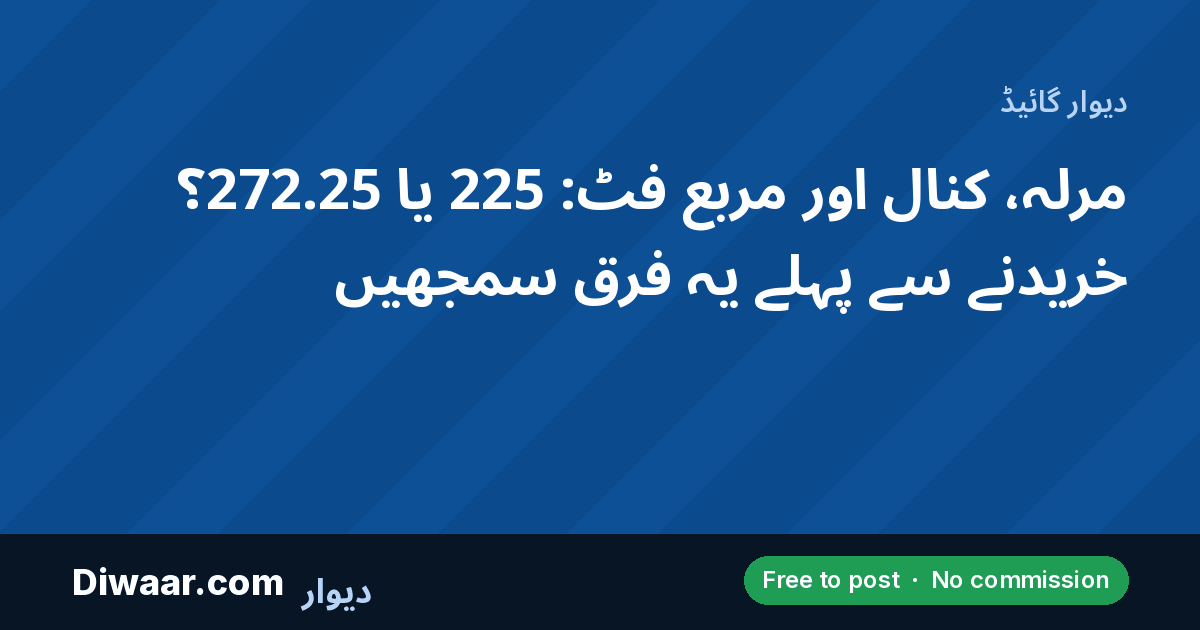 دیوار گائیڈ
مرلہ، کنال اور مربع فٹ: 225 یا 272.25؟
خریدنے سے پہلے یہ فرق سمجھیں
Diwaar.com دیوار
Free to post · No commission